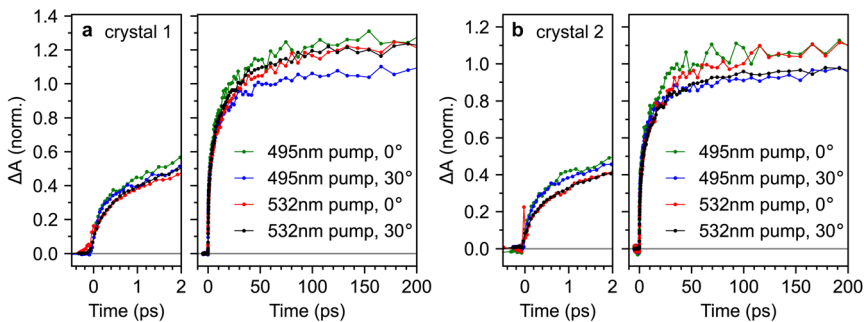 a crystal 1
ΔA (norm.)
1.4
1.2
1.0
0.8
0.6
0.4
0.2
0.0
495nm pump, 0°
495nm pump, 30°
532nm pump, 0°
532nm pump, 30°
0 1 2
0 50 100 150 200
Time (ps) Time (ps)
b crystal 2
ΔA (norm.)
1.2
1.0
0.8
0.6
0.4
0.2
0.0
495nm pump, 0°
495nm pump, 30°
532nm pump, 0°
532nm pump, 30°
0 1 2
0 50 100 150 200
Time (ps) Time (ps)